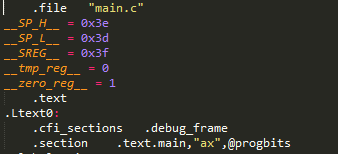 .file "main.c"
__SP_H__ = 0x3e
__SP_L__ = 0x3d
__SREG__ = 0x3f
__tmp_reg__ = 0
__zero_reg__ = 1
.text
.Ltext0:
.cfi_sections .debug_frame
.section .text.main,"ax",@progbits